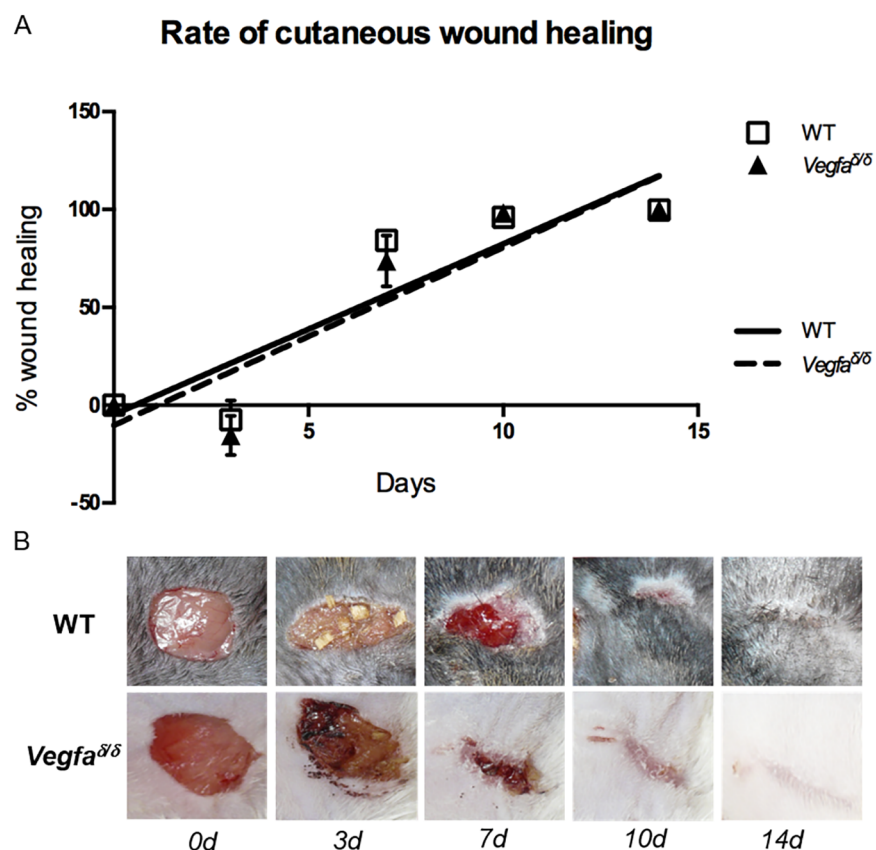 A
Rate of cutaneous wound healing
150
100
50
0
-50
5
10
15
% wound healing
Days
WT
Vegfaδ/δ
WT
Vegfaδ/δ
B
WT
Vegfaδ/δ
0d
3d
7d
10d
14d